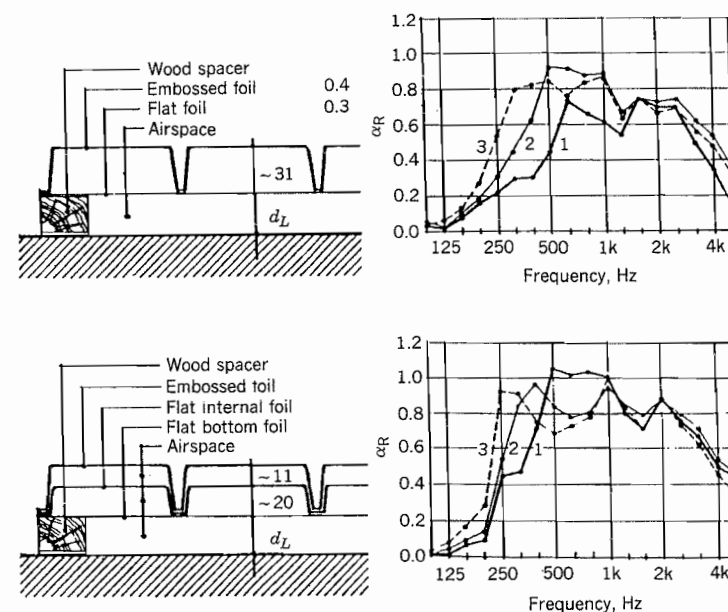 Wood spacer
Embossed foil 0.4
Flat foil 0.3
Airspace
~31
d_L
1.2
1.0
0.8
0.6
0.4
0.2
0.0
α_R
3
2
1
125 250 500 1k 2k 4k
Frequency, Hz
Wood spacer
Embossed foil
Flat internal foil
Flat bottom foil
Airspace
~11
~20
d_L
1.2
1.0
0.8
0.6
0.4
0.2
0.0
α_R
3
2
1
125 250 500 1k 2k 4k
Frequency, Hz